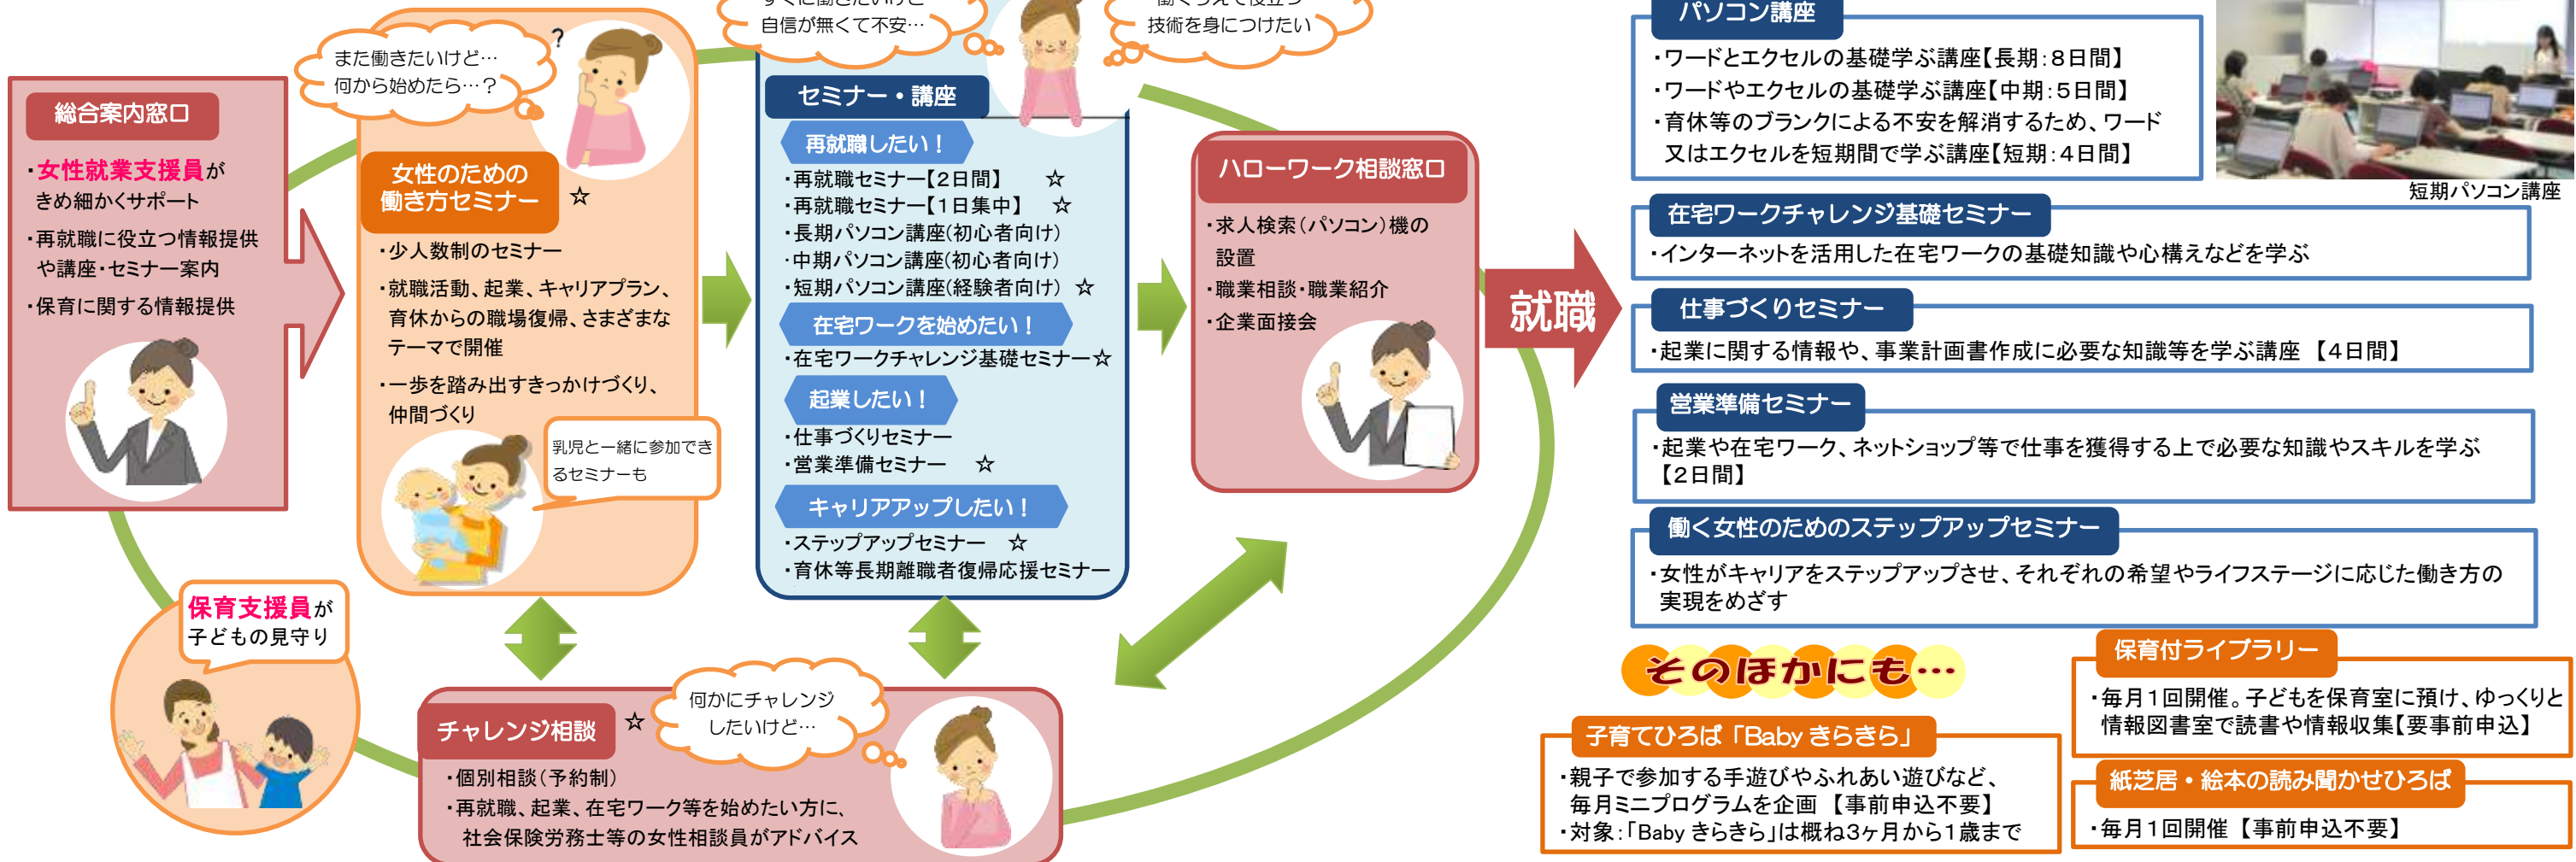 総合案内窓口
・女性就業支援員が
きめ細かくサポート
・再就職に役立つ情報提供
や講座・セミナー案内
・保育に関する情報提供
また働きたいけど…
何から始めたら…？
?
女性のための
働き方セミナー
☆
・少人数制のセミナー
・就職活動、起業、キャリアプラン、
育休からの職場復帰、さまざまな
テーマで開催
・一歩を踏み出すきっかけづくり、
仲間づくり
乳児と一緒に参加でき
るセミナーも
保育支援員が
子どもの見守り
自信が無くて不安…
技術を身につけたい
セミナー・講座
再就職したい！
・再就職セミナー【2日間】 ☆
・再就職セミナー【1日集中】 ☆
・長期パソコン講座(初心者向け)
・中期パソコン講座(初心者向け)
・短期パソコン講座(経験者向け) ☆
在宅ワークを始めたい！
・在宅ワークチャレンジ基礎セミナー☆
起業したい！
・仕事づくりセミナー
・営業準備セミナー ☆
キャリアアップしたい！
・ステップアップセミナー ☆
・育休等長期離職者復帰応援セミナー
ハローワーク相談窓口
・求人検索（パソコン）機の
設置
・職業相談・職業紹介
・企業面接会
就職
チャレンジ相談
☆
何かにチャレンジ
したいけど…
・個別相談（予約制）
・再就職、起業、在宅ワーク等を始めたい方に、
社会保険労務士等の女性相談員がアドバイス
パソコン講座
・ワードとエクセルの基礎学ぶ講座【長期：8日間】
・ワードやエクセルの基礎学ぶ講座【中期：5日間】
・育休等のブランクによる不安を解消するため、ワード
又はエクセルを短期間で学ぶ講座【短期：4日間】
短期パソコン講座
在宅ワークチャレンジ基礎セミナー
・インターネットを活用した在宅ワークの基礎知識や心構えなどを学ぶ
仕事づくりセミナー
・起業に関する情報や、事業計画書作成に必要な知識等を学ぶ講座 【4日間】
営業準備セミナー
・起業や在宅ワーク、ネットショップ等で仕事を獲得する上で必要な知識やスキルを学ぶ
【2日間】
働く女性のためのステップアップセミナー
・女性がキャリアをステップアップさせ、それぞれの希望やライフステージに応じた働き方の
実現をめざす
そのほかにも…
子育てひろば「Babyきらきら」
・親子で参加する手遊びやふれあい遊びなど、
毎月ミニプログラムを企画 【事前申込不要】
・対象：「Babyきらきら」は概ね3ヶ月から1歳まで
保育付ライブラリー
・毎月1回開催。子どもを保育室に預け、ゆっくりと
情報図書室で読書や情報収集【要事前申込】
紙芝居・絵本の読み聞かせひろば
・毎月1回開催 【事前申込不要】